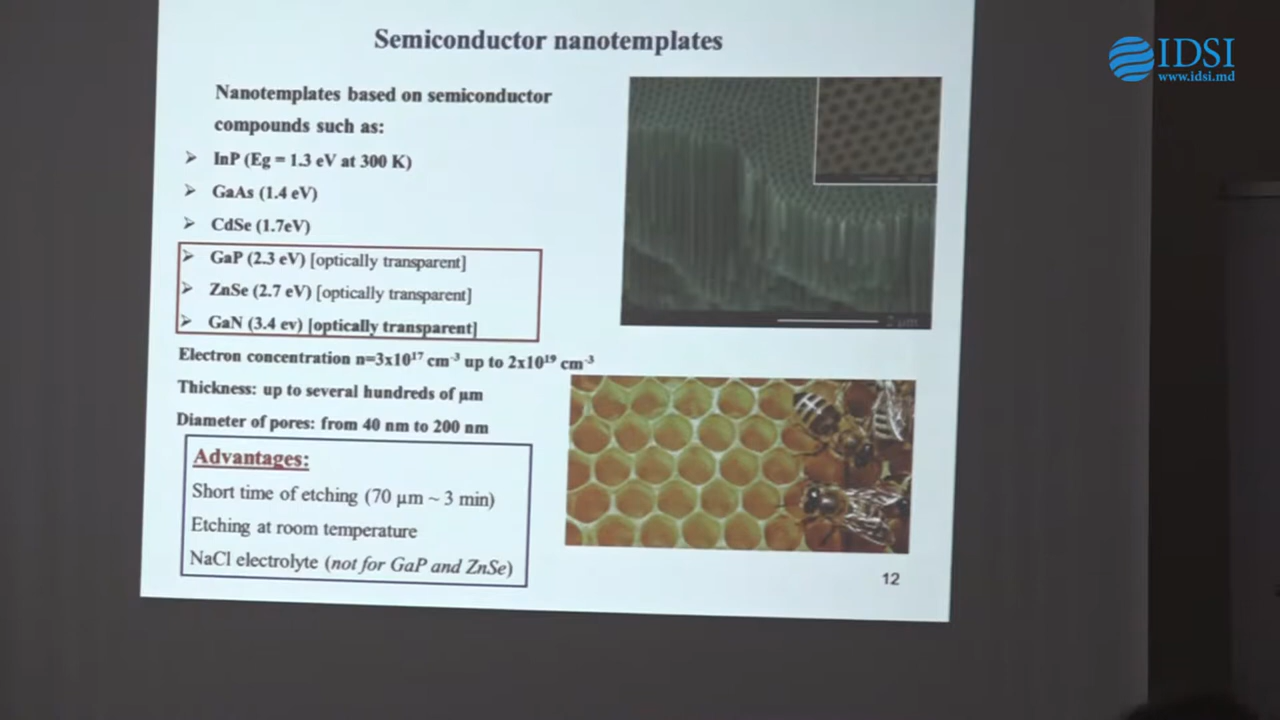 Semiconductor nanotemplates
IDSI
www.idsi.md
Nanotemplates based on semiconductor
compounds such as:
➢ InP (Eg = 1.3 eV at 300 K)
➢ GaAs (1.4 eV)
➢ CdSe (1.7eV)
➢ GaP (2.3 eV) [optically transparent]
➢ ZnSe (2.7 eV) [optically transparent]
➢ GaN (3.4 ev) [optically transparent]
Electron concentration n=3x10¹⁷ cm⁻³ up to 2x10¹⁹ cm⁻³
Thickness: up to several hundreds of µm
Diameter of pores: from 40 nm to 200 nm
Advantages:
Short time of etching (70 µm ~ 3 min)
Etching at room temperature
NaCl electrolyte (not for GaP and ZnSe)
2 µm
12